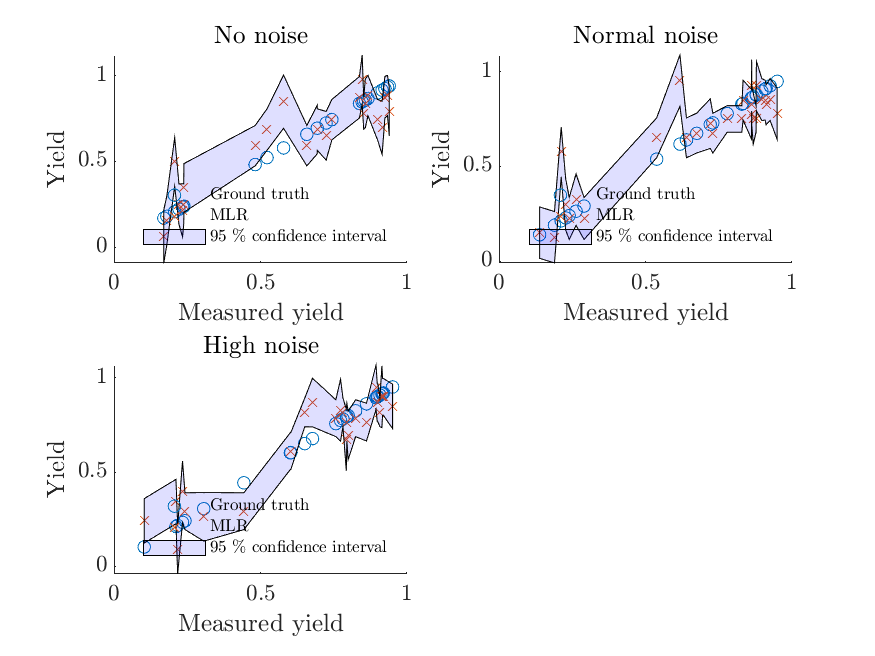 No noise
Normal noise
1
0.5
0
Yield
Ground truth
MLR
95 % confidence interval
0
0.5
1
Measured yield
1
0.5
0
Yield
Ground truth
MLR
95 % confidence interval
0
0.5
1
Measured yield
High noise
1
0.5
0
Yield
Ground truth
MLR
95 % confidence interval
0
0.5
1
Measured yield